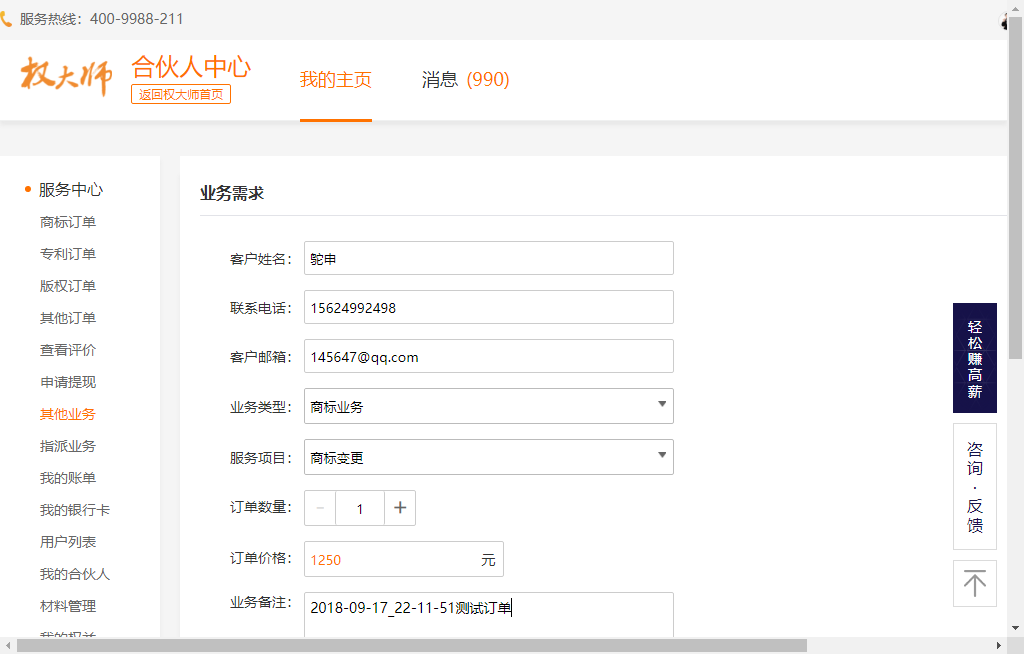 服务热线：400-9988-211
权大师
合伙人中心
返回权大师首页
我的主页
消息 (990)
服务中心
商标订单
专利订单
版权订单
其他订单
查看评价
申请提现
其他业务
指派业务
我的账单
我的银行卡
用户列表
我的合伙人
材料管理
我的权益
业务需求
客户姓名： 鸵申
联系电话： 15624992498
客户邮箱： 145647@qq.com
业务类型： 商标业务
服务项目： 商标变更
订单数量： － 1 +
订单价格： 1250 元
业务备注： 2018-09-17_22-11-51测试订单
轻松赚高薪
咨询·反馈